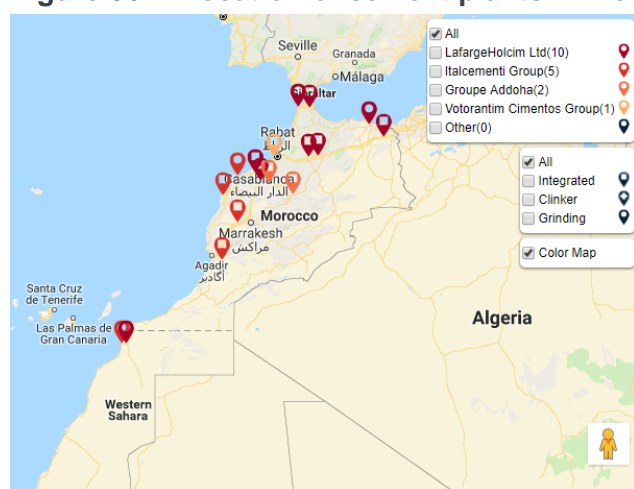 Seville
Granada
Málaga
Gibraltar
Rabat
الرباط
Casablanca
الدار البيضاء
Morocco
Marrakesh
مراكش
Agadir
أكادير
Santa Cruz
de Tenerife
Las Palmas de
Gran Canaria
Algeria
Western
Sahara
All
LafargeHolcim Ltd(10)
Italcementi Group(5)
Groupe Addoha(2)
Votorantim Cimentos Group(1)
Other(0)
All
Integrated
Clinker
Grinding
Color Map